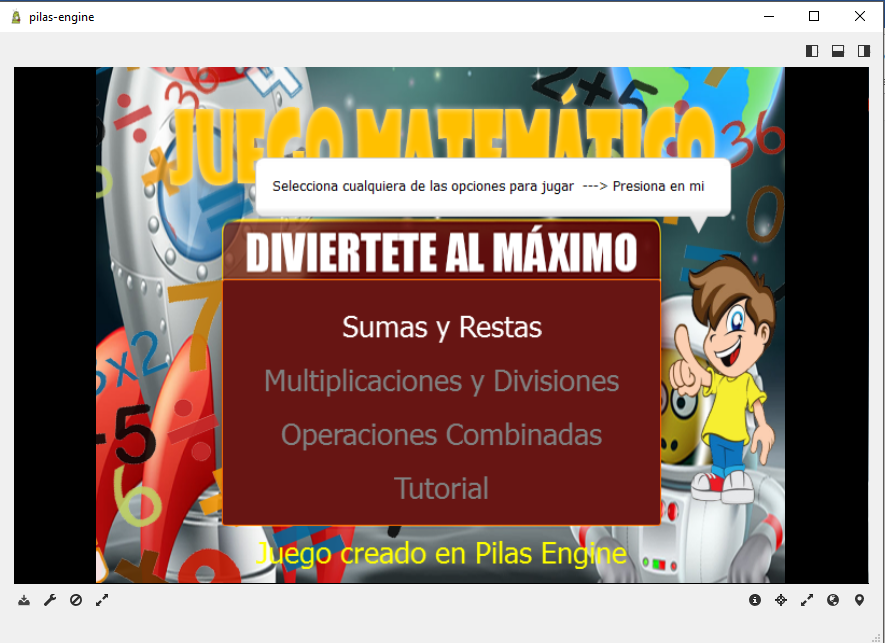 pilas-engine
JUEGO MATEMÁTICO
Selecciona cualquiera de las opciones para jugar ---> Presiona en mi
DIVIERTETE AL MÁXIMO
Sumas y Restas
Multiplicaciones y Divisiones
Operaciones Combinadas
Tutorial
Juego creado en Pilas Engine